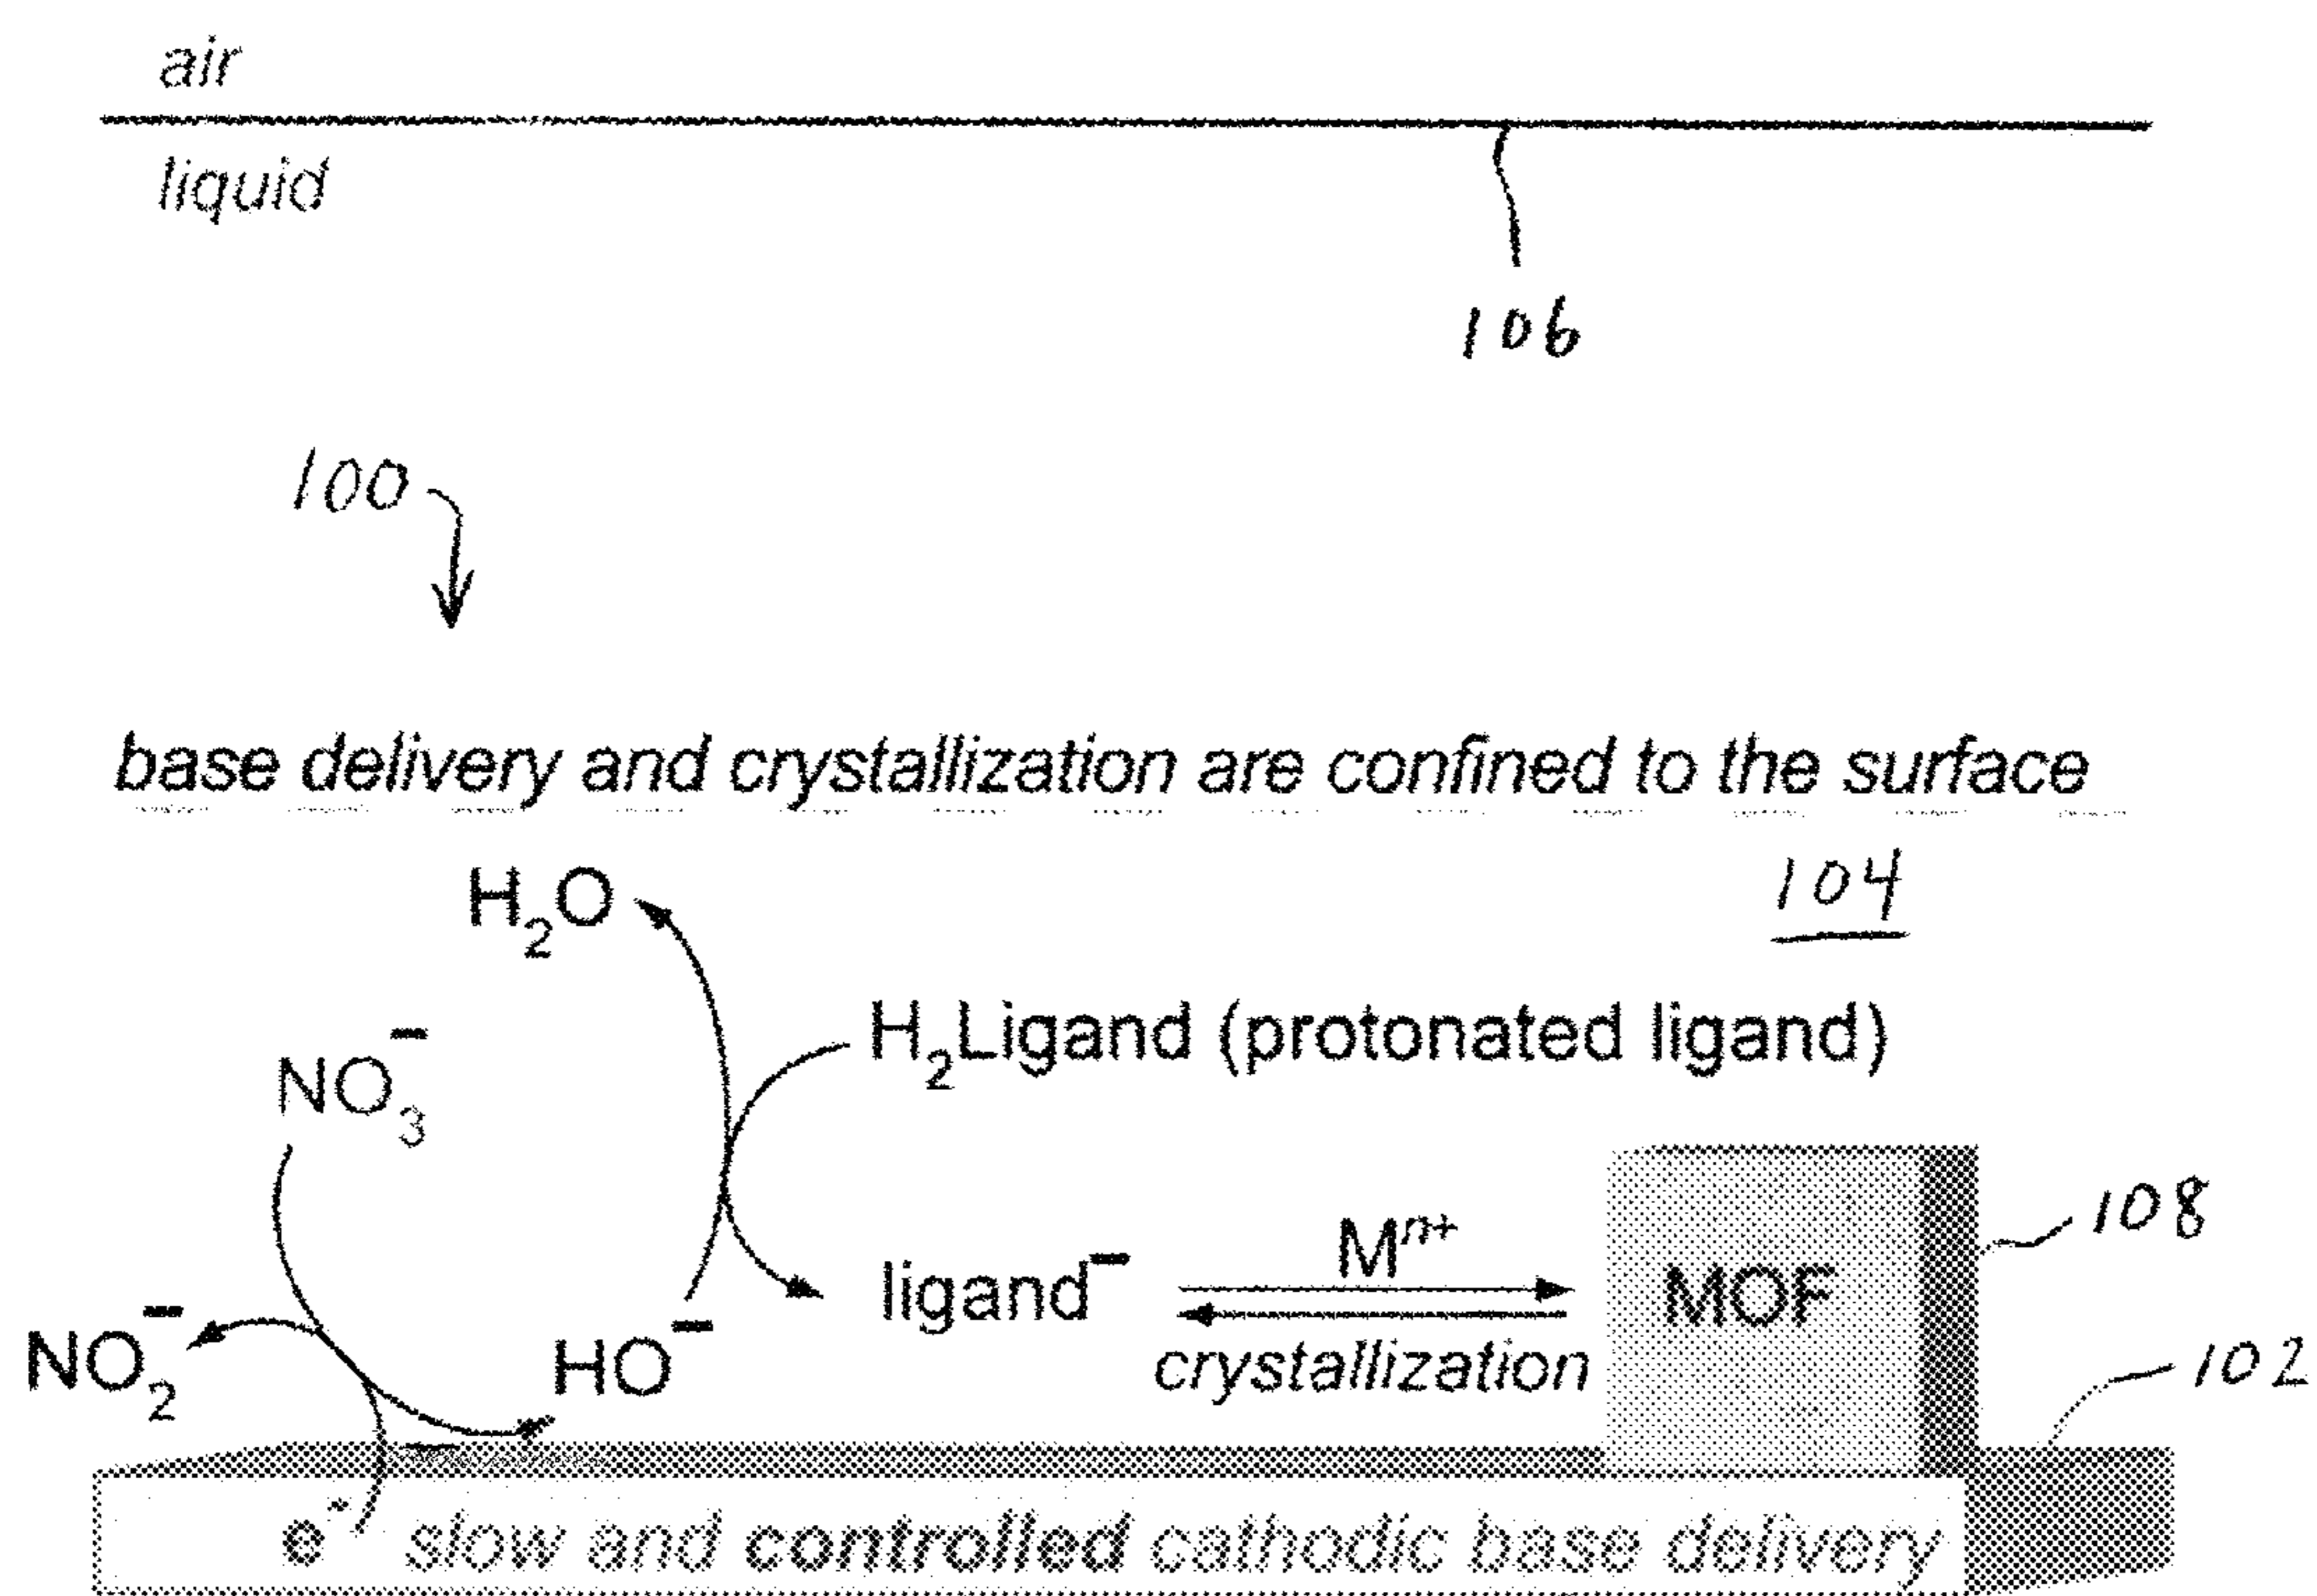 air
liquid
106
100
base delivery and crystallization are confined to the surface
104
H₂O
H₂Ligand (protonated ligand)
NO₃⁻
108
Mⁿ⁺
ligand⁻
MOF
NO₂⁻
HO⁻
crystallization
102
e⁻ slow and controlled cathodic base delivery